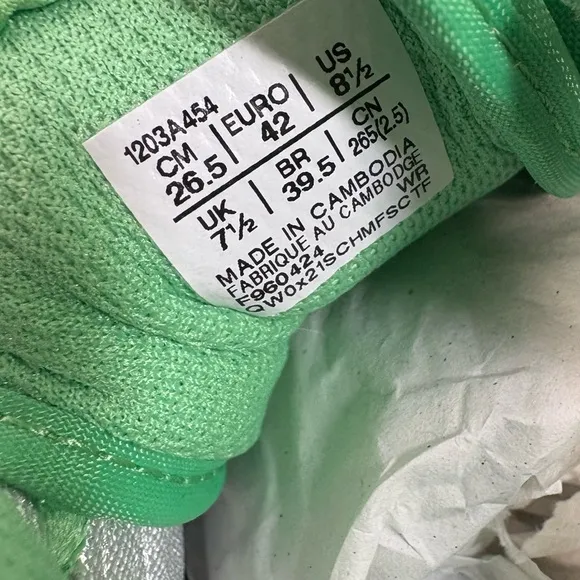 1203A454
CM | EURO | US
26.5 | 42 | 8½
UK | BR | CN
7½ | 39.5 | 265(2.5)
MADE IN CAMBODIA
FABRIQUE AU CAMBODGE
F960424 WR
QW0x21SCHMFSCTF